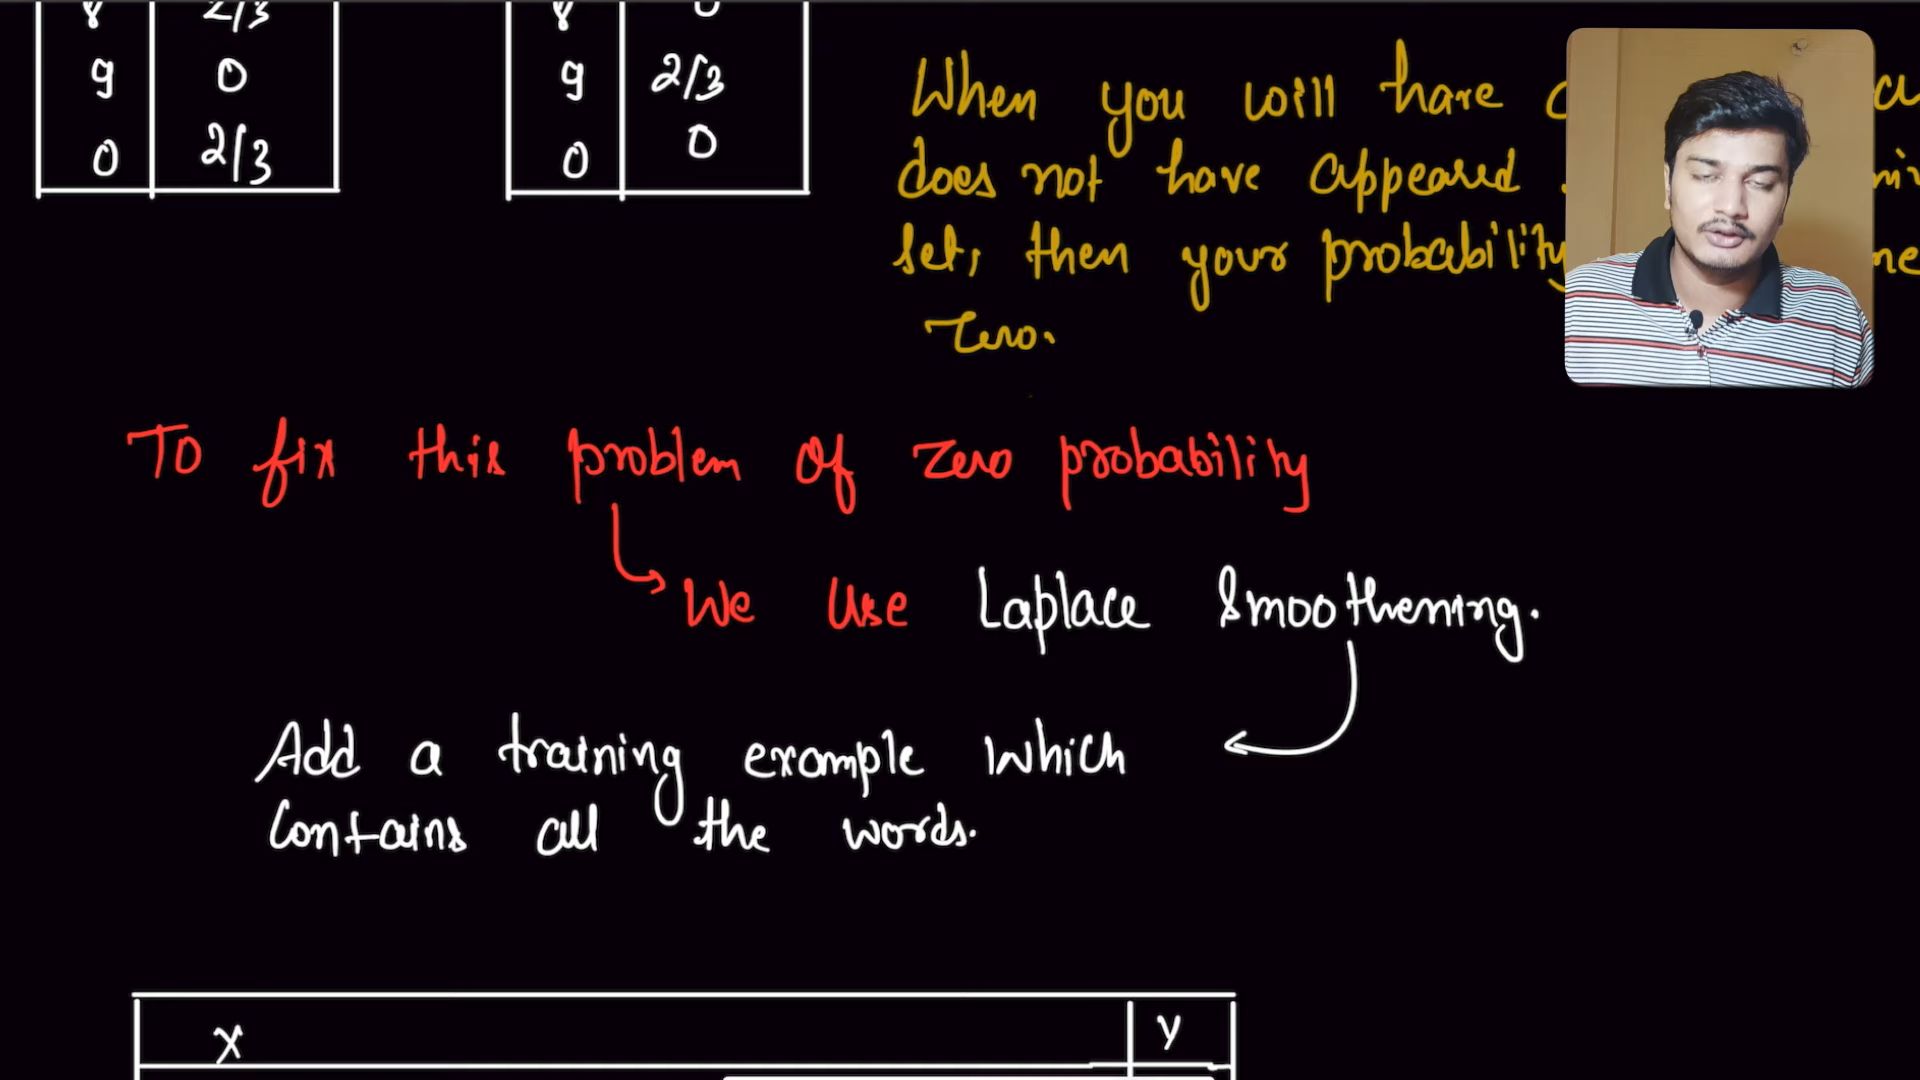 8 2/3
8 0
9 0
9 2/3
0 2/3
0 0
When you will have
does not have appeared
set, then your probability
zero.
To fix this problem of zero probability
We Use Laplace Smoothening.
Add a training example which
contains all the words.
X Y